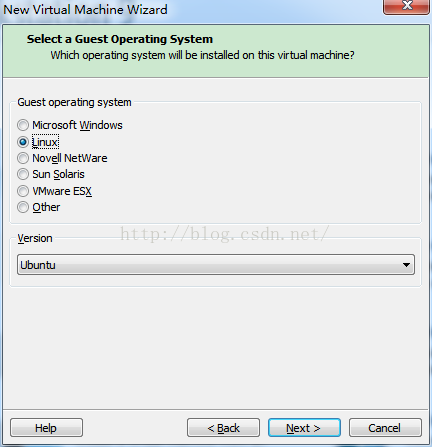 New Virtual Machine Wizard
Select a Guest Operating System
Which operating system will be installed on this virtual machine?
Guest operating system
Microsoft Windows
Linux
Novell NetWare
Sun Solaris
VMware ESX
Other
http://blog.csdn.net/
Version
Ubuntu
Help
< Back
Next >
Cancel